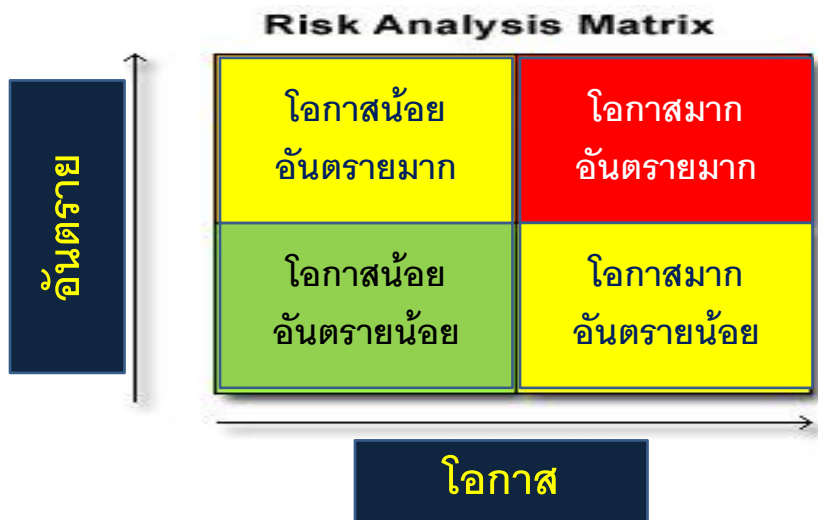 Risk Analysis Matrix
อันตราย
โอกาสน้อย
อันตรายมาก
โอกาสมาก
อันตรายมาก
โอกาสน้อย
อันตรายน้อย
โอกาสมาก
อันตรายน้อย
โอกาส